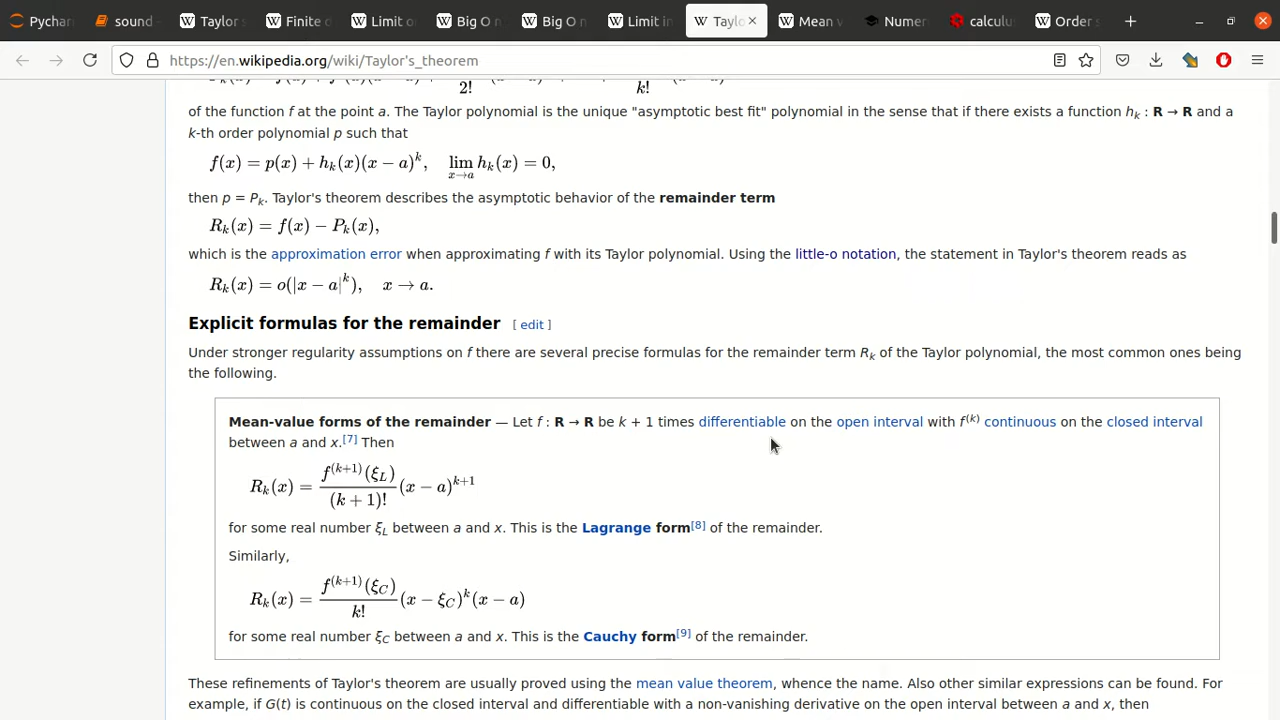 Pychar
sound
Taylor
Finite d
Limit o
Big O n
Big O n
Limit in
Taylo
Mean v
Numer
calculu
Order
https://en.wikipedia.org/wiki/Taylor's_theorem
2! k!
of the function f at the point a. The Taylor polynomial is the unique "asymptotic best fit" polynomial in the sense that if there exists a function hₖ : R → R and a
k-th order polynomial p such that
f(x) = p(x) + hₖ(x)(x − a)ᵏ, lim x→a hₖ(x) = 0,
then p = Pₖ. Taylor's theorem describes the asymptotic behavior of the remainder term
Rₖ(x) = f(x) − Pₖ(x),
which is the approximation error when approximating f with its Taylor polynomial. Using the little-o notation, the statement in Taylor's theorem reads as
Rₖ(x) = o(|x − a|ᵏ), x → a.
Explicit formulas for the remainder [ edit ]
Under stronger regularity assumptions on f there are several precise formulas for the remainder term Rₖ of the Taylor polynomial, the most common ones being
the following.
Mean-value forms of the remainder — Let f : R → R be k + 1 times differentiable on the open interval with f⁽ᵏ⁾ continuous on the closed interval
between a and x.[7] Then
Rₖ(x) = f⁽ᵏ⁺¹⁾(ξL) / (k + 1)! (x − a)ᵏ⁺¹
for some real number ξL between a and x. This is the Lagrange form[8] of the remainder.
Similarly,
Rₖ(x) = f⁽ᵏ⁺¹⁾(ξC) / k! (x − ξC)ᵏ(x − a)
for some real number ξC between a and x. This is the Cauchy form[9] of the remainder.
These refinements of Taylor's theorem are usually proved using the mean value theorem, whence the name. Also other similar expressions can be found. For
example, if G(t) is continuous on the closed interval and differentiable with a non-vanishing derivative on the open interval between a and x, then